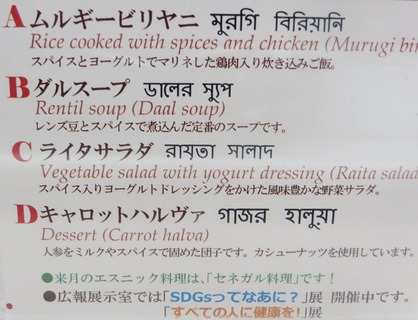 A ムルギービリヤニ মুরগি বিরিয়ানি
Rice cooked with spices and chicken (Murugi bir
スパイスとヨーグルトでマリネした鶏肉入り炊き込みご飯。
B ダルスープ ডালের স্যুপ
Rentil soup (Daal soup)
レンズ豆とスパイスで煮込んだ定番のスープです。
C ライタサラダ রায়তা সালাদ
Vegetable salad with yogurt dressing (Raita salad
スパイス入りヨーグルトドレッシングをかけた風味豊かな野菜サラダ。
D キャロットハルヴァ গাজর হালুয়া
Dessert (Carrot halva)
人参をミルクやスパイスで固めた団子です。カシューナッツを使用しています。
●来月のエスニック料理は、「セネガル料理」です！
●広報展示室では「SDGsってなあに？」展 開催中です。
「すべての人に健康を！」展